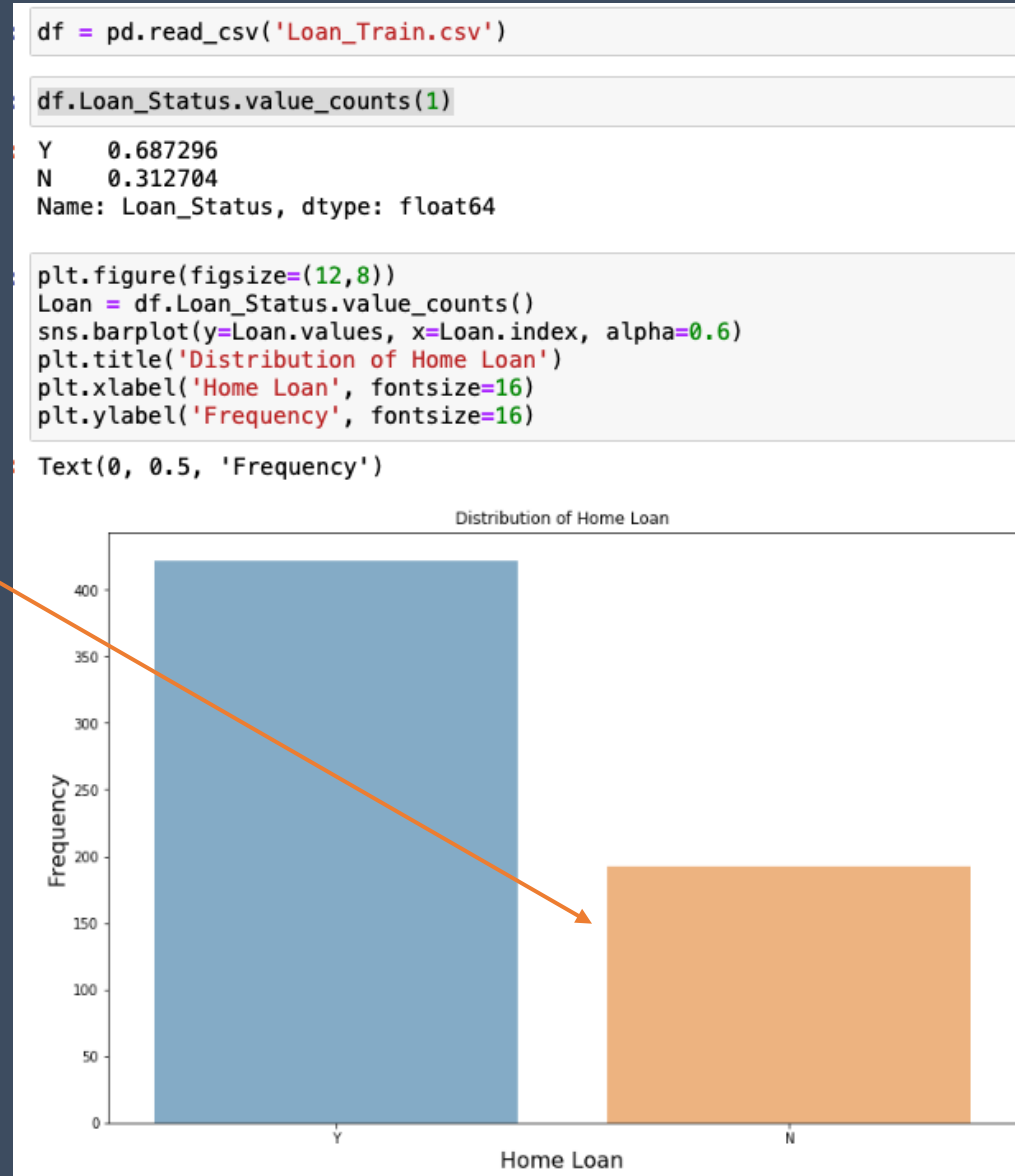 df = pd.read_csv('Loan_Train.csv')
df.Loan_Status.value_counts(1)
Y    0.687296
N    0.312704
Name: Loan_Status, dtype: float64
plt.figure(figsize=(12,8))
Loan = df.Loan_Status.value_counts()
sns.barplot(y=Loan.values, x=Loan.index, alpha=0.6)
plt.title('Distribution of Home Loan')
plt.xlabel('Home Loan', fontsize=16)
plt.ylabel('Frequency', fontsize=16)
Text(0, 0.5, 'Frequency')
Distribution of Home Loan
400
350
300
250
200
150
100
50
0
Frequency
Y
N
Home Loan